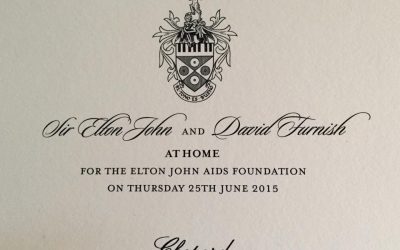 Sir Elton John AND David Furnish
AT HOME
FOR THE ELTON JOHN AIDS FOUNDATION
ON THURSDAY 25TH JUNE 2015